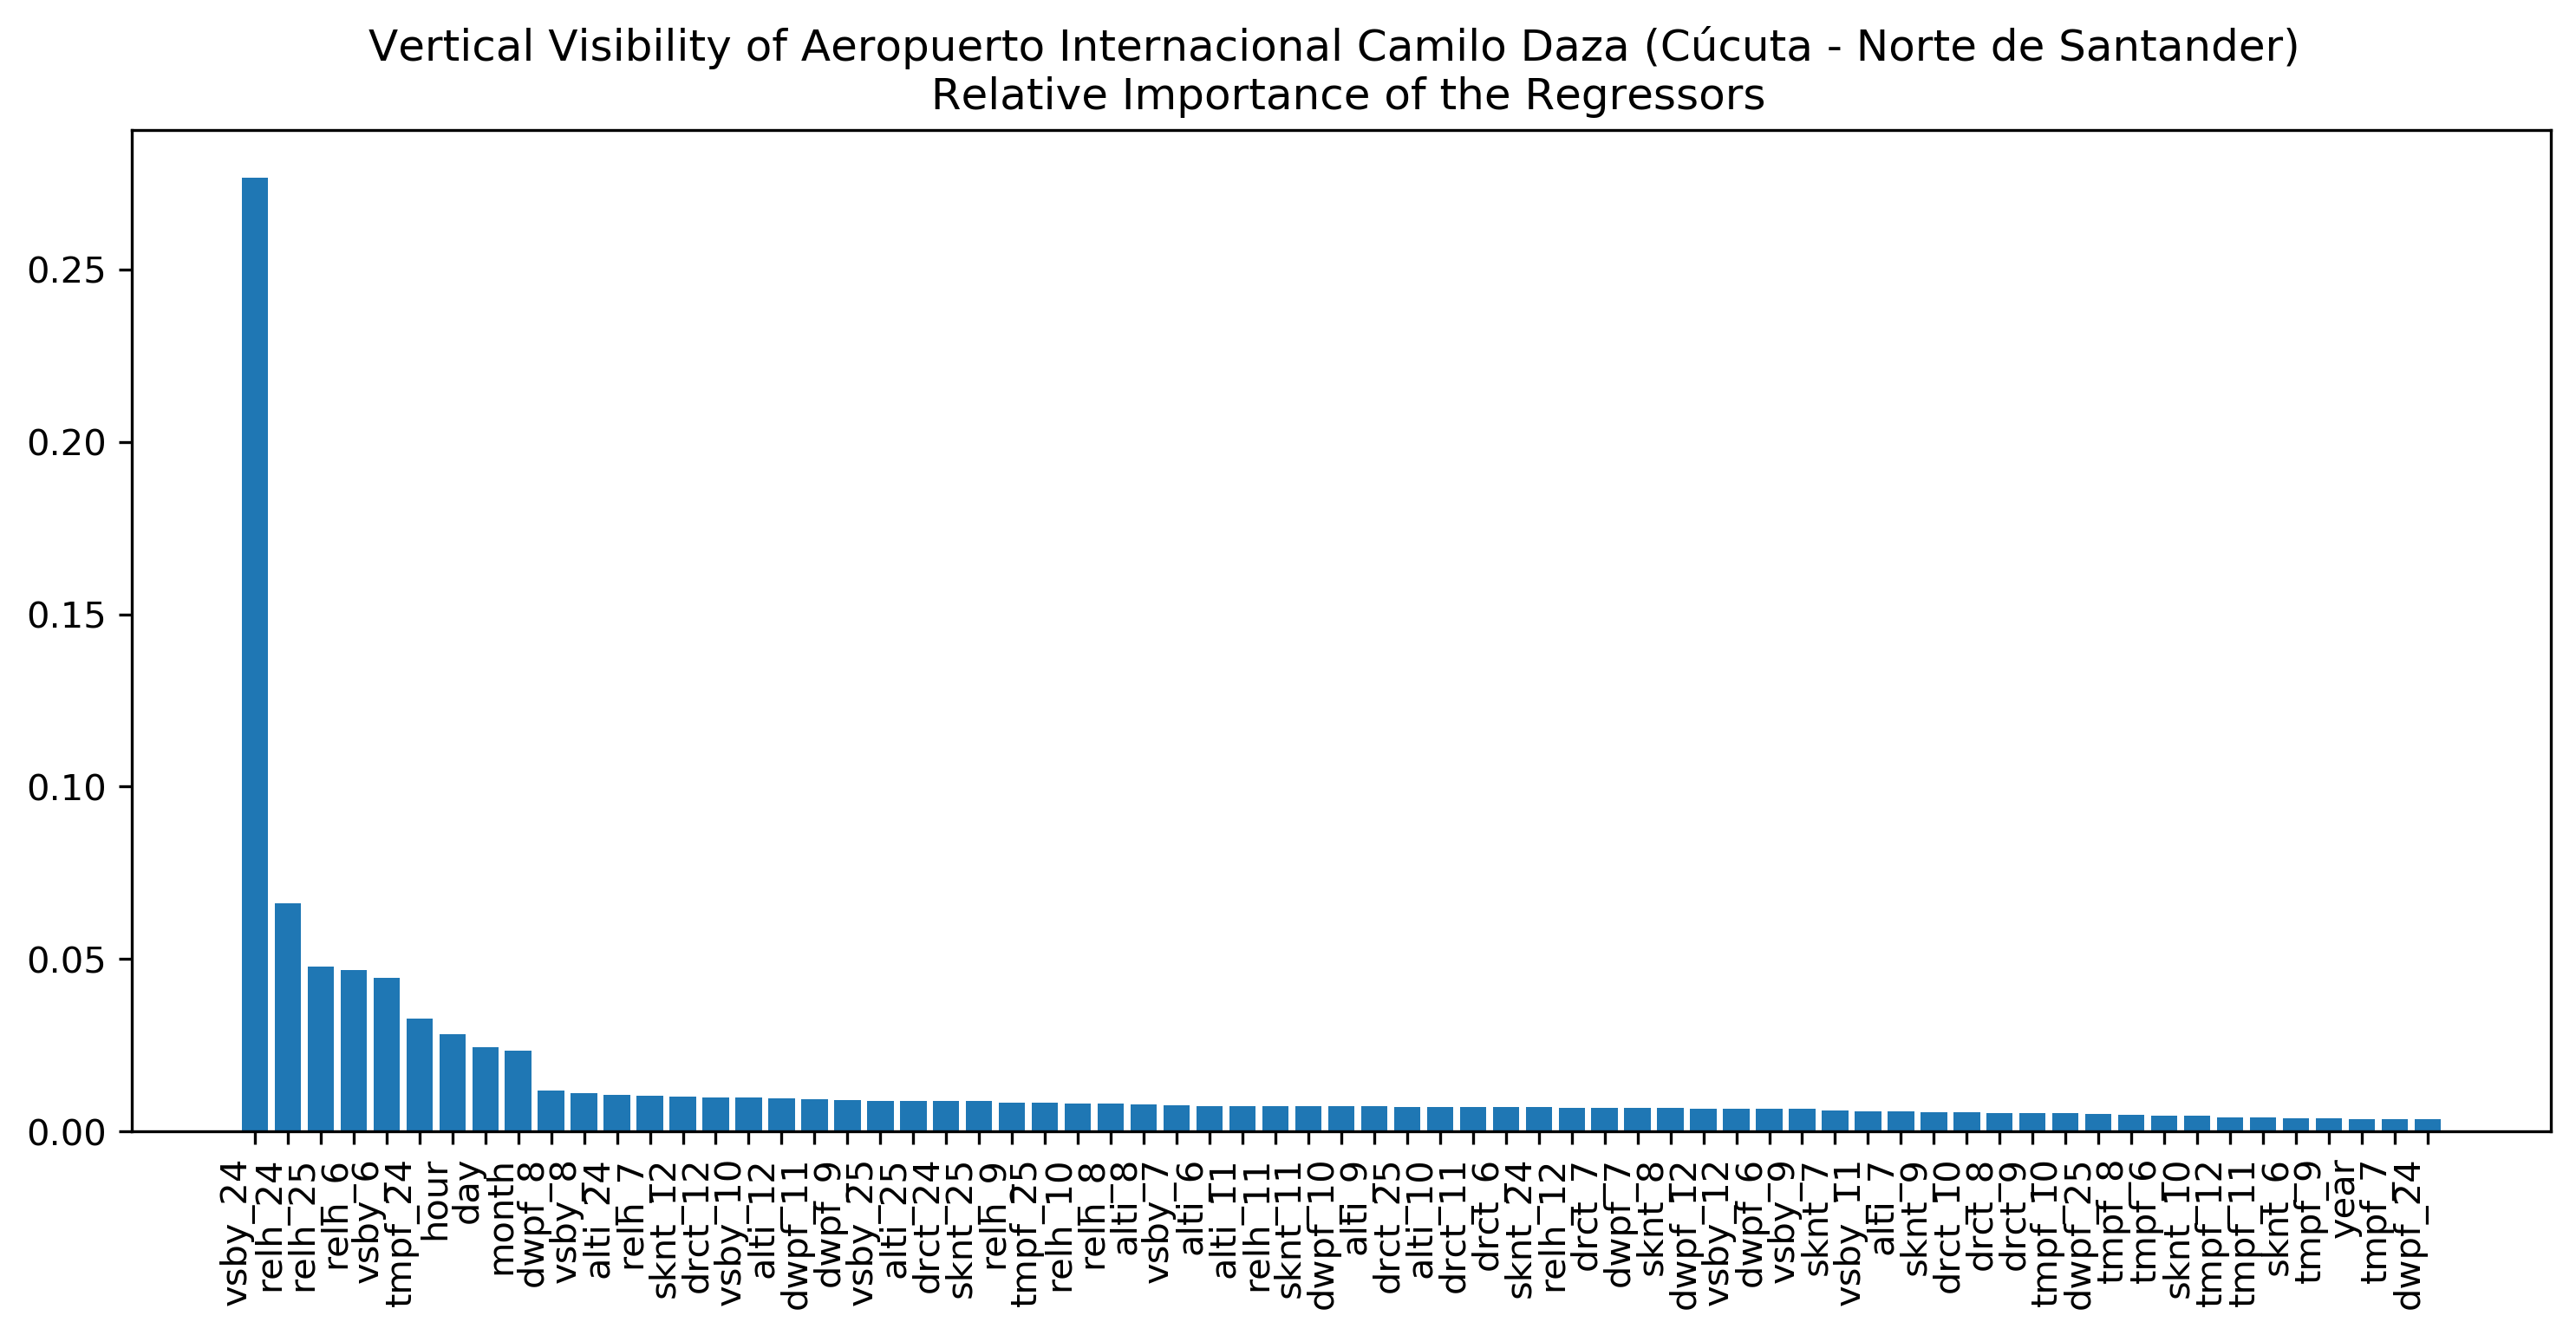 Vertical Visibility of Aeropuerto Internacional Camilo Daza (Cúcuta - Norte de Santander)
Relative Importance of the Regressors
0.25
0.20
0.15
0.10
0.05
0.00
vsby_24
relh_24
relh_25
relh_6
vsby_6
tmpf_24
hour
day
month
dwpf_8
vsby_8
alti_24
relh_7
sknt_12
drct_12
vsby_10
alti_12
dwpf_11
dwpf_9
vsby_25
alti_25
drct_24
sknt_25
relh_9
tmpf_25
relh_10
relh_8
alti_8
vsby_7
alti_6
alti_11
relh_11
sknt_11
dwpf_10
alti_9
drct_25
alti_10
drct_11
drct_6
sknt_24
relh_12
drct_7
dwpf_7
sknt_8
dwpf_12
vsby_12
dwpf_6
vsby_9
sknt_7
vsby_11
alti_7
sknt_9
drct_10
drct_8
drct_9
tmpf_10
dwpf_25
tmpf_8
tmpf_6
sknt_10
tmpf_12
tmpf_11
sknt_6
tmpf_9
year
tmpf_7
dwpf_24